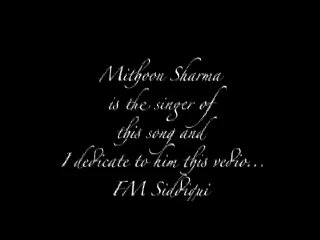 Mithoon Sharma
is the singer of
this song and
I dedicate to him this vedio...
FM Siddiqui